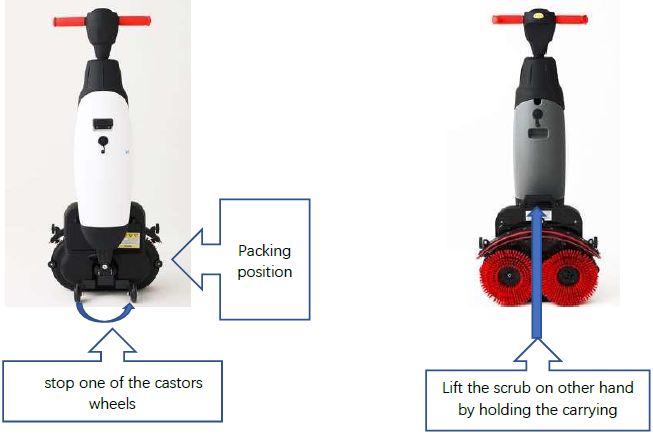 Packing
position
stop one of the castors
wheels
Lift the scrub on other hand
by holding the carrying